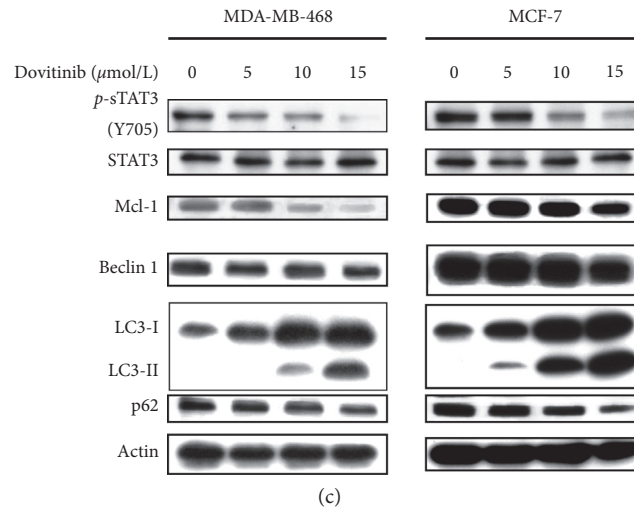 MDA-MB-468 MCF-7
Dovitinib (µmol/L) 0 5 10 15 0 5 10 15
p-sTAT3
(Y705)
STAT3
Mcl-1
Beclin 1
LC3-I
LC3-II
p62
Actin
(c)